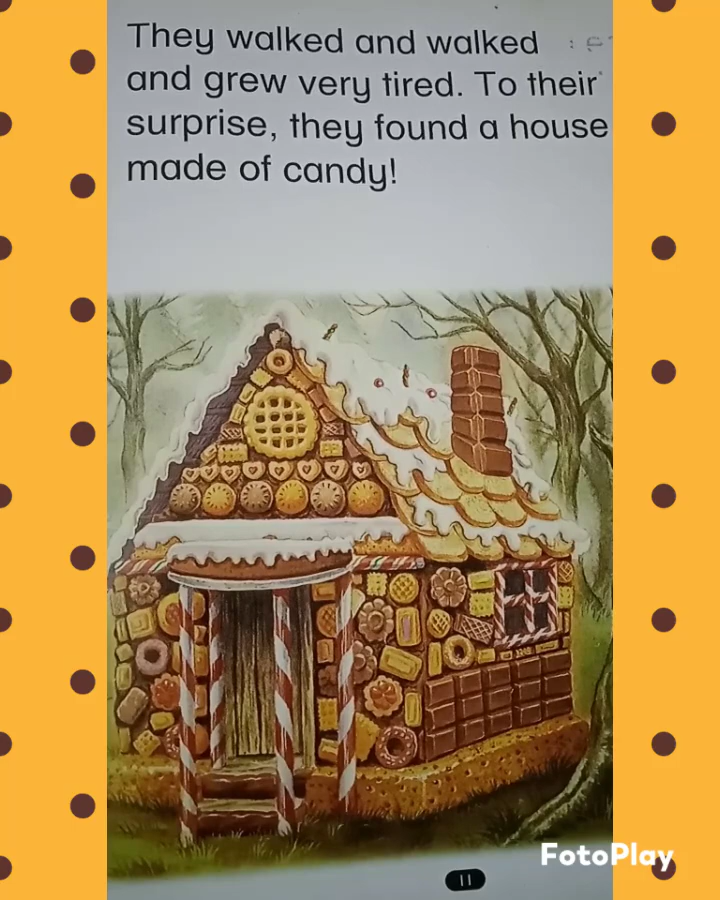 They walked and walked
and grew very tired. To their
surprise, they found a house
made of candy!
11
FotoPlay